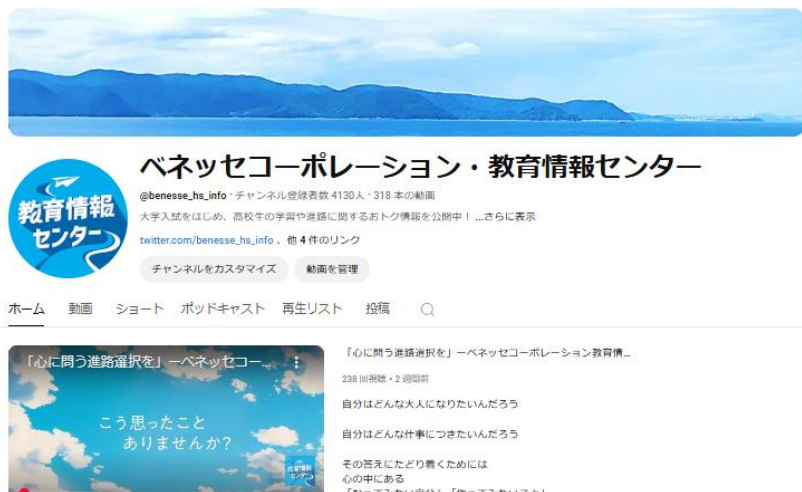 ベネッセコーポレーション・教育情報センター
@benesse_hs_info・チャンネル登録者数 4130人・318 本の動画
大学入試をはじめ、高校生の学習や進路に関するおトク情報を公開中！ ...さらに表示
twitter.com/benesse_hs_info 、他 4 件のリンク
教育情報
センター
チャンネルをカスタマイズ 動画を管理
ホーム 動画 ショート ポッドキャスト 再生リスト 投稿
「心に問う進路選択を」ーベネッセコー...
こう思ったこと
ありませんか?
教育情報
センター
「心に問う進路選択を」ーベネッセコーポレーション教育情...
238 回視聴・2 週間前
自分はどんな大人になりたいんだろう
自分はどんな仕事につきたいんだろう
その答えにたどり着くためには
心の中にある